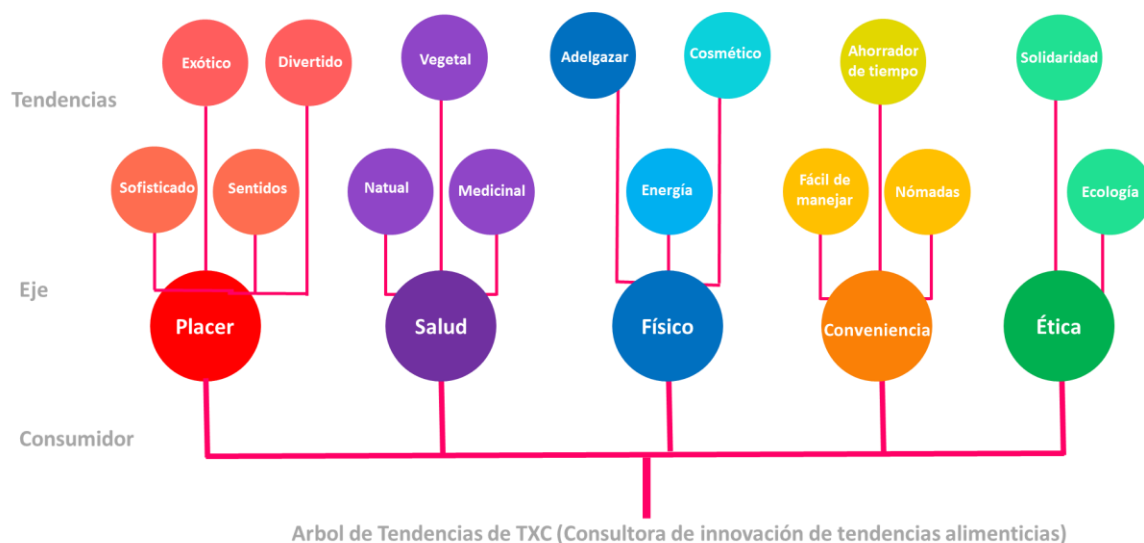 Exótico
Divertido
Vegetal
Adelgazar
Cosmético
Ahorrador
de tiempo
Solidaridad
Tendencias
Sofisticado
Sentidos
Natual
Medicinal
Energía
Fácil de
manejar
Nómadas
Ecología
Eje
Placer
Salud
Físico
Conveniencia
Ética
Consumidor
Arbol de Tendencias de TXC (Consultora de innovación de tendencias alimenticias)